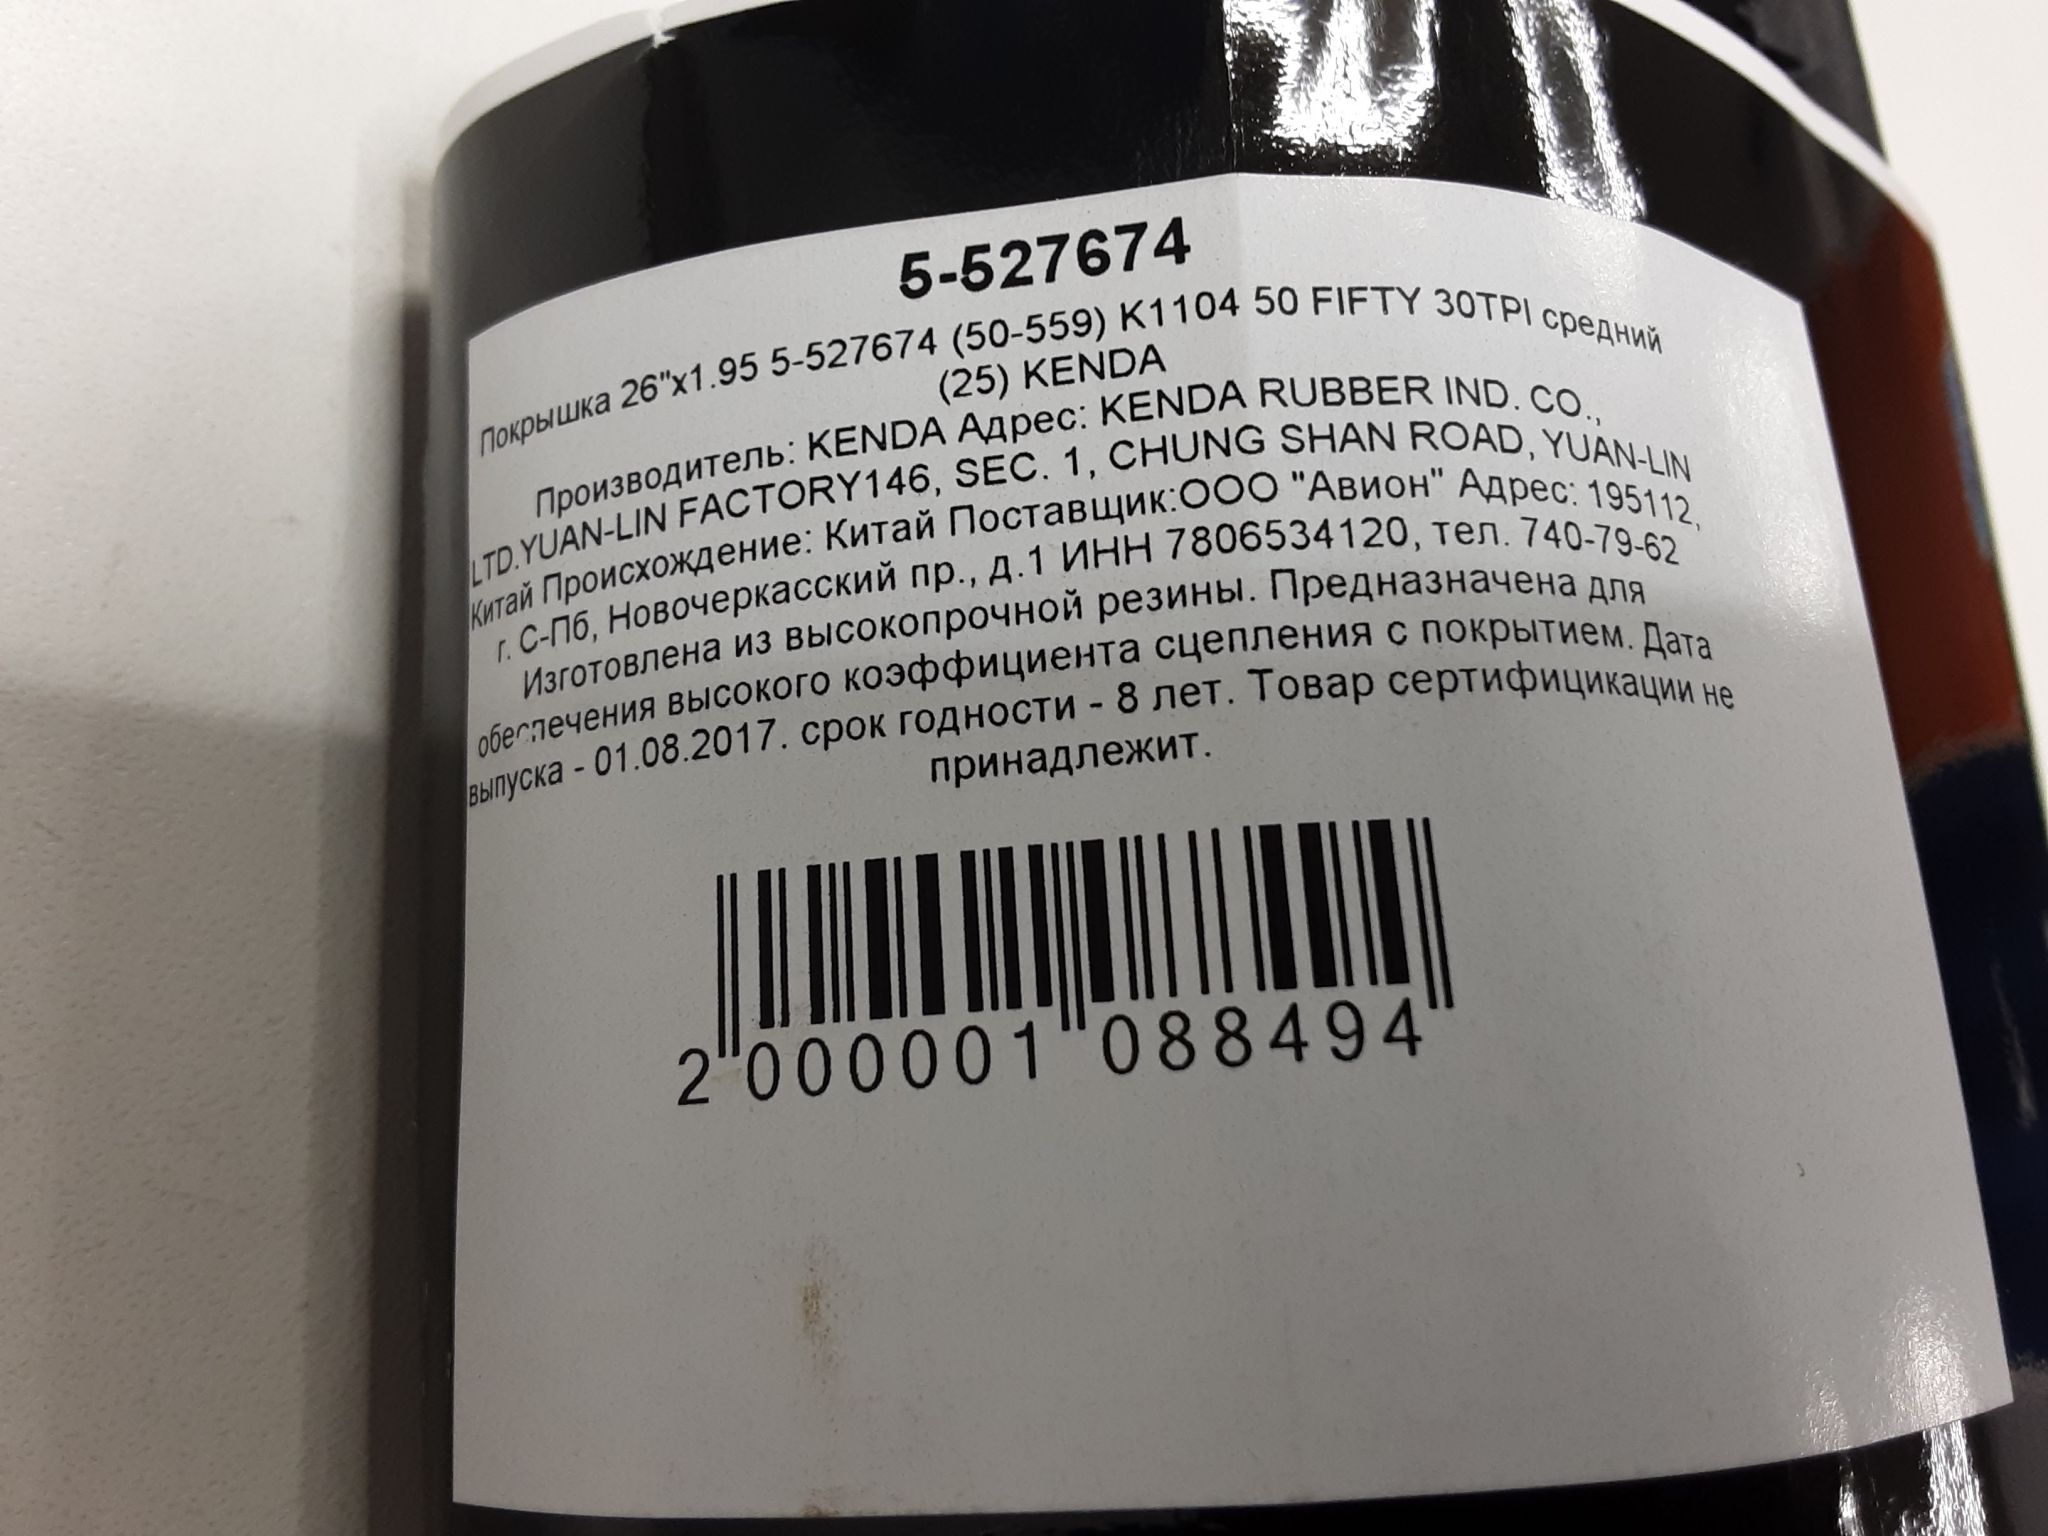 5-527674
Покрышка 26"x1.95 5-527674 (50-559) K1104 50 FIFTY 30TPI средний
(25) KENDA
Производитель: KENDA Адрес: KENDA RUBBER IND. CO.,
LTD.YUAN-LIN FACTORY146, SEC. 1, CHUNG SHAN ROAD, YUAN-LIN
Китай Происхождение: Китай Поставщик:ООО "Авион" Адрес: 195112,
г. С-Пб, Новочеркасский пр., д.1 ИНН 7806534120, тел. 740-79-62
Изготовлена из высокопрочной резины. Предназначена для
обеспечения высокого коэффициента сцепления с покрытием. Дата
выпуска - 01.08.2017. срок годности - 8 лет. Товар сертифицикации не
принадлежит.
2 000001 088494